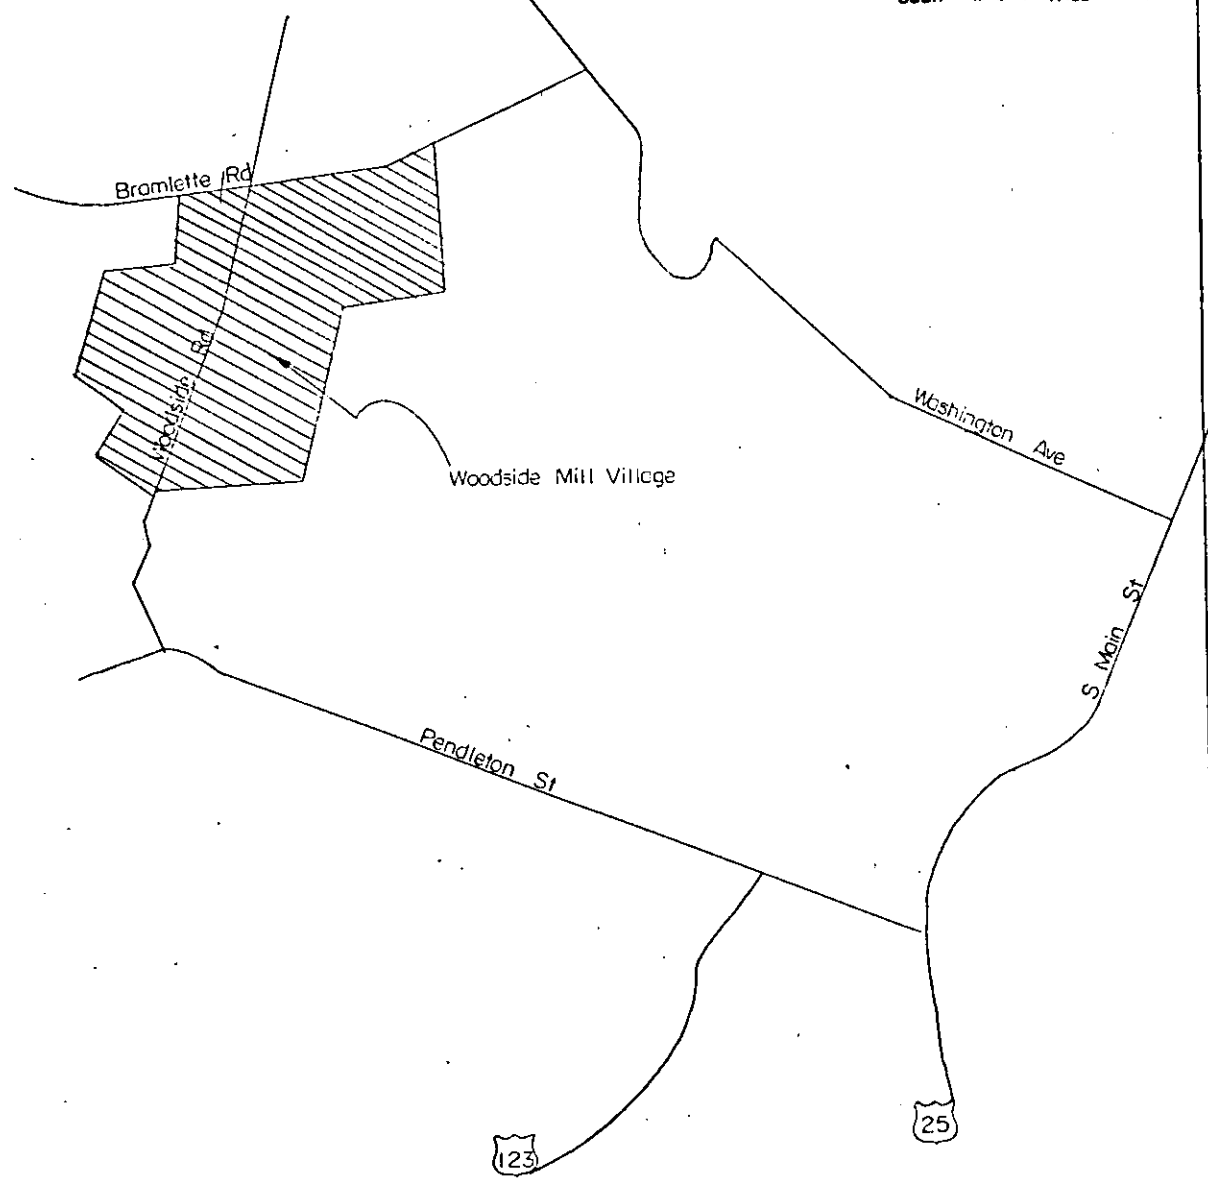 Bramlette Rd
Woodside Rd
Woodside Mill Village
Washington Ave
S Main St
Pendleton St
25
123